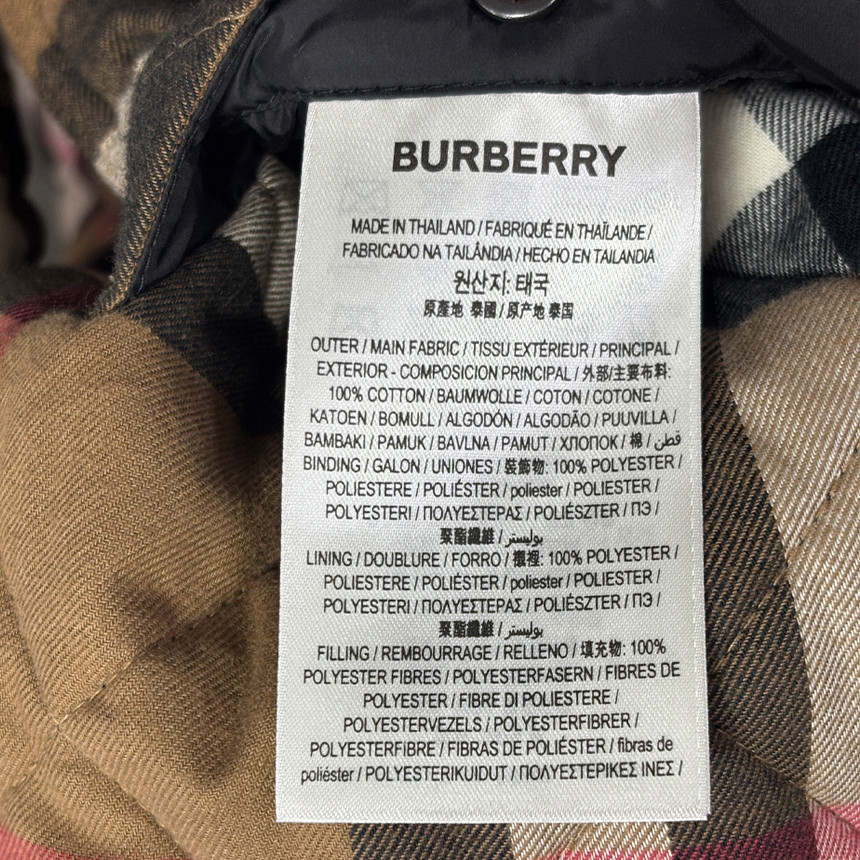 BURBERRY
MADE IN THAILAND / FABRIQUÉ EN THAÏLANDE /
FABRICADO NA TAILÂNDIA / HECHO EN TAILANDIA
원산지: 태국
原產地 泰國 / 原产地 泰国
OUTER / MAIN FABRIC / TISSU EXTÉRIEUR / PRINCIPAL /
EXTERIOR - COMPOSICION PRINCIPAL / 外部/主要布料:
100% COTTON / BAUMWOLLE / COTON / COTONE /
KATOEN / BOMULL / ALGODÓN / ALGODÃO / PUUVILLA /
BAMBAKI / PAMUK / BAVLNA / PAMUT / ХЛОПОК / 棉 / قطن
BINDING / GALON / UNIONES / 裝飾物: 100% POLYESTER /
POLIESTERE / POLIÉSTER / poliester / POLIESTER /
POLYESTERI / ΠΟΛΥΕΣΤΕΡΑΣ / POLIÉSZTER / ПЭ /
聚酯纖維 / بوليستر /
LINING / DOUBLURE / FORRO / 襯裡: 100% POLYESTER /
POLIESTERE / POLIÉSTER / poliester / POLIESTER /
POLYESTERI / ΠΟΛΥΕΣΤΕΡΑΣ / POLIÉSZTER / ПЭ /
聚酯纖維 / بوليستر /
FILLING / REMBOURRAGE / RELLENO / 填充物: 100%
POLYESTER FIBRES / POLYESTERFASERN / FIBRES DE
POLYESTER / FIBRE DI POLIESTERE /
POLYESTERVEZELS / POLYESTERFIBRER /
POLYESTERFIBRE / FIBRAS DE POLIÉSTER / fibras de
poliéster / POLYESTERIKUIDUT / ΠΟΛΥΕΣΤΕΡΙΚΕΣ ΙΝΕΣ /